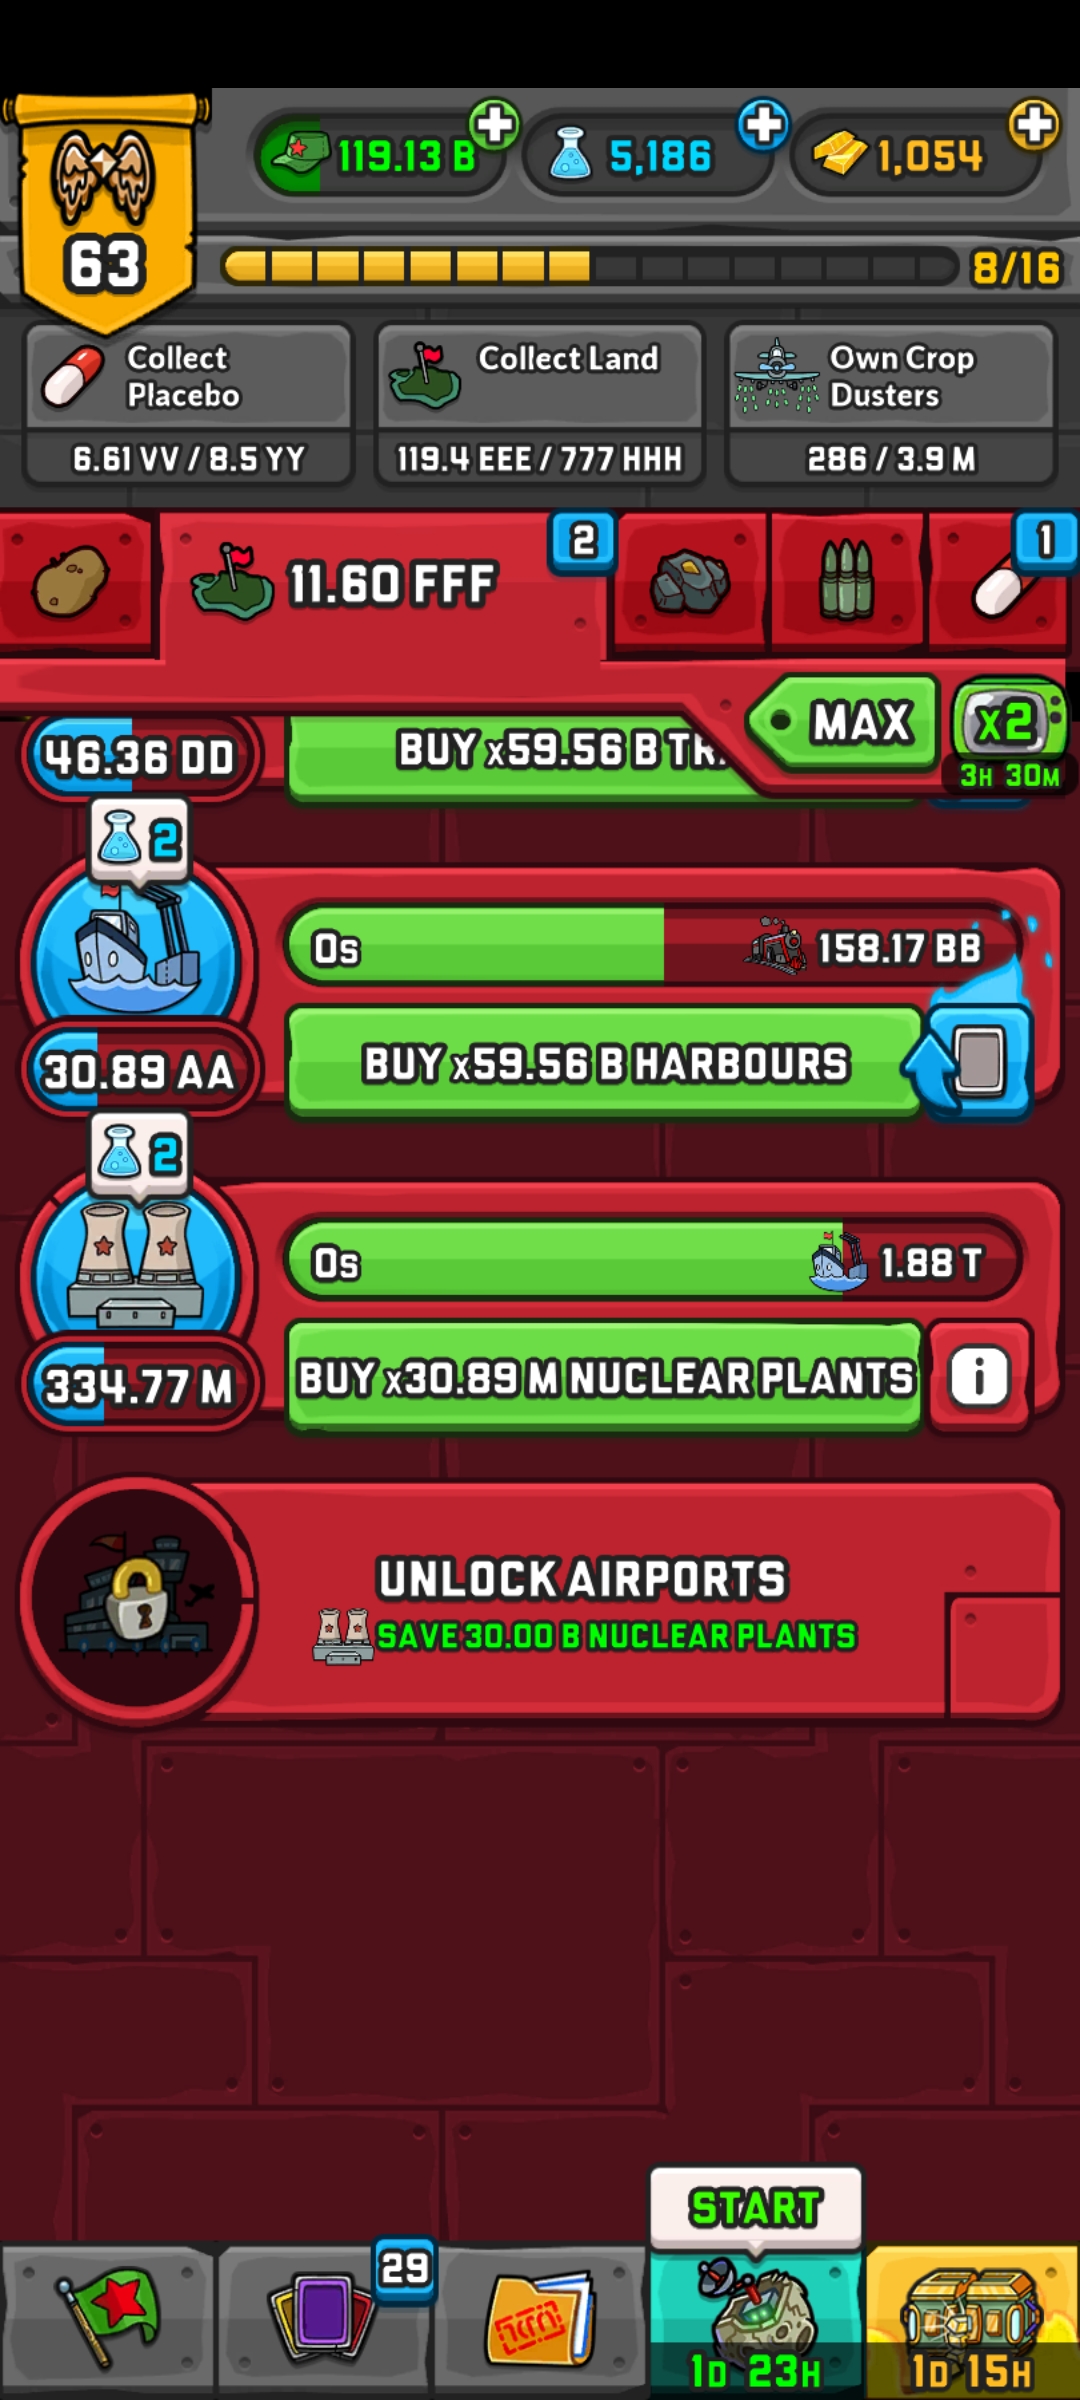 119.13 B
5,186
1,054
63
8/16
Collect
Placebo
6.61 VV / 8.5 YY
Collect Land
119.4 EEE / 777 HHH
Own Crop
Dusters
286 / 3.9 M
11.60 FFF
2
1
MAX
X2
3H 30M
46.36 DD
BUY x59.56 B
2
0s
158.17 BB
30.89 AA
BUY x59.56 B HARBOURS
2
0s
1.88 T
334.77 M
BUY x30.89 M NUCLEAR PLANTS
i
UNLOCK AIRPORTS
SAVE 30.00 B NUCLEAR PLANTS
START
29
1D 23H
1D 15H